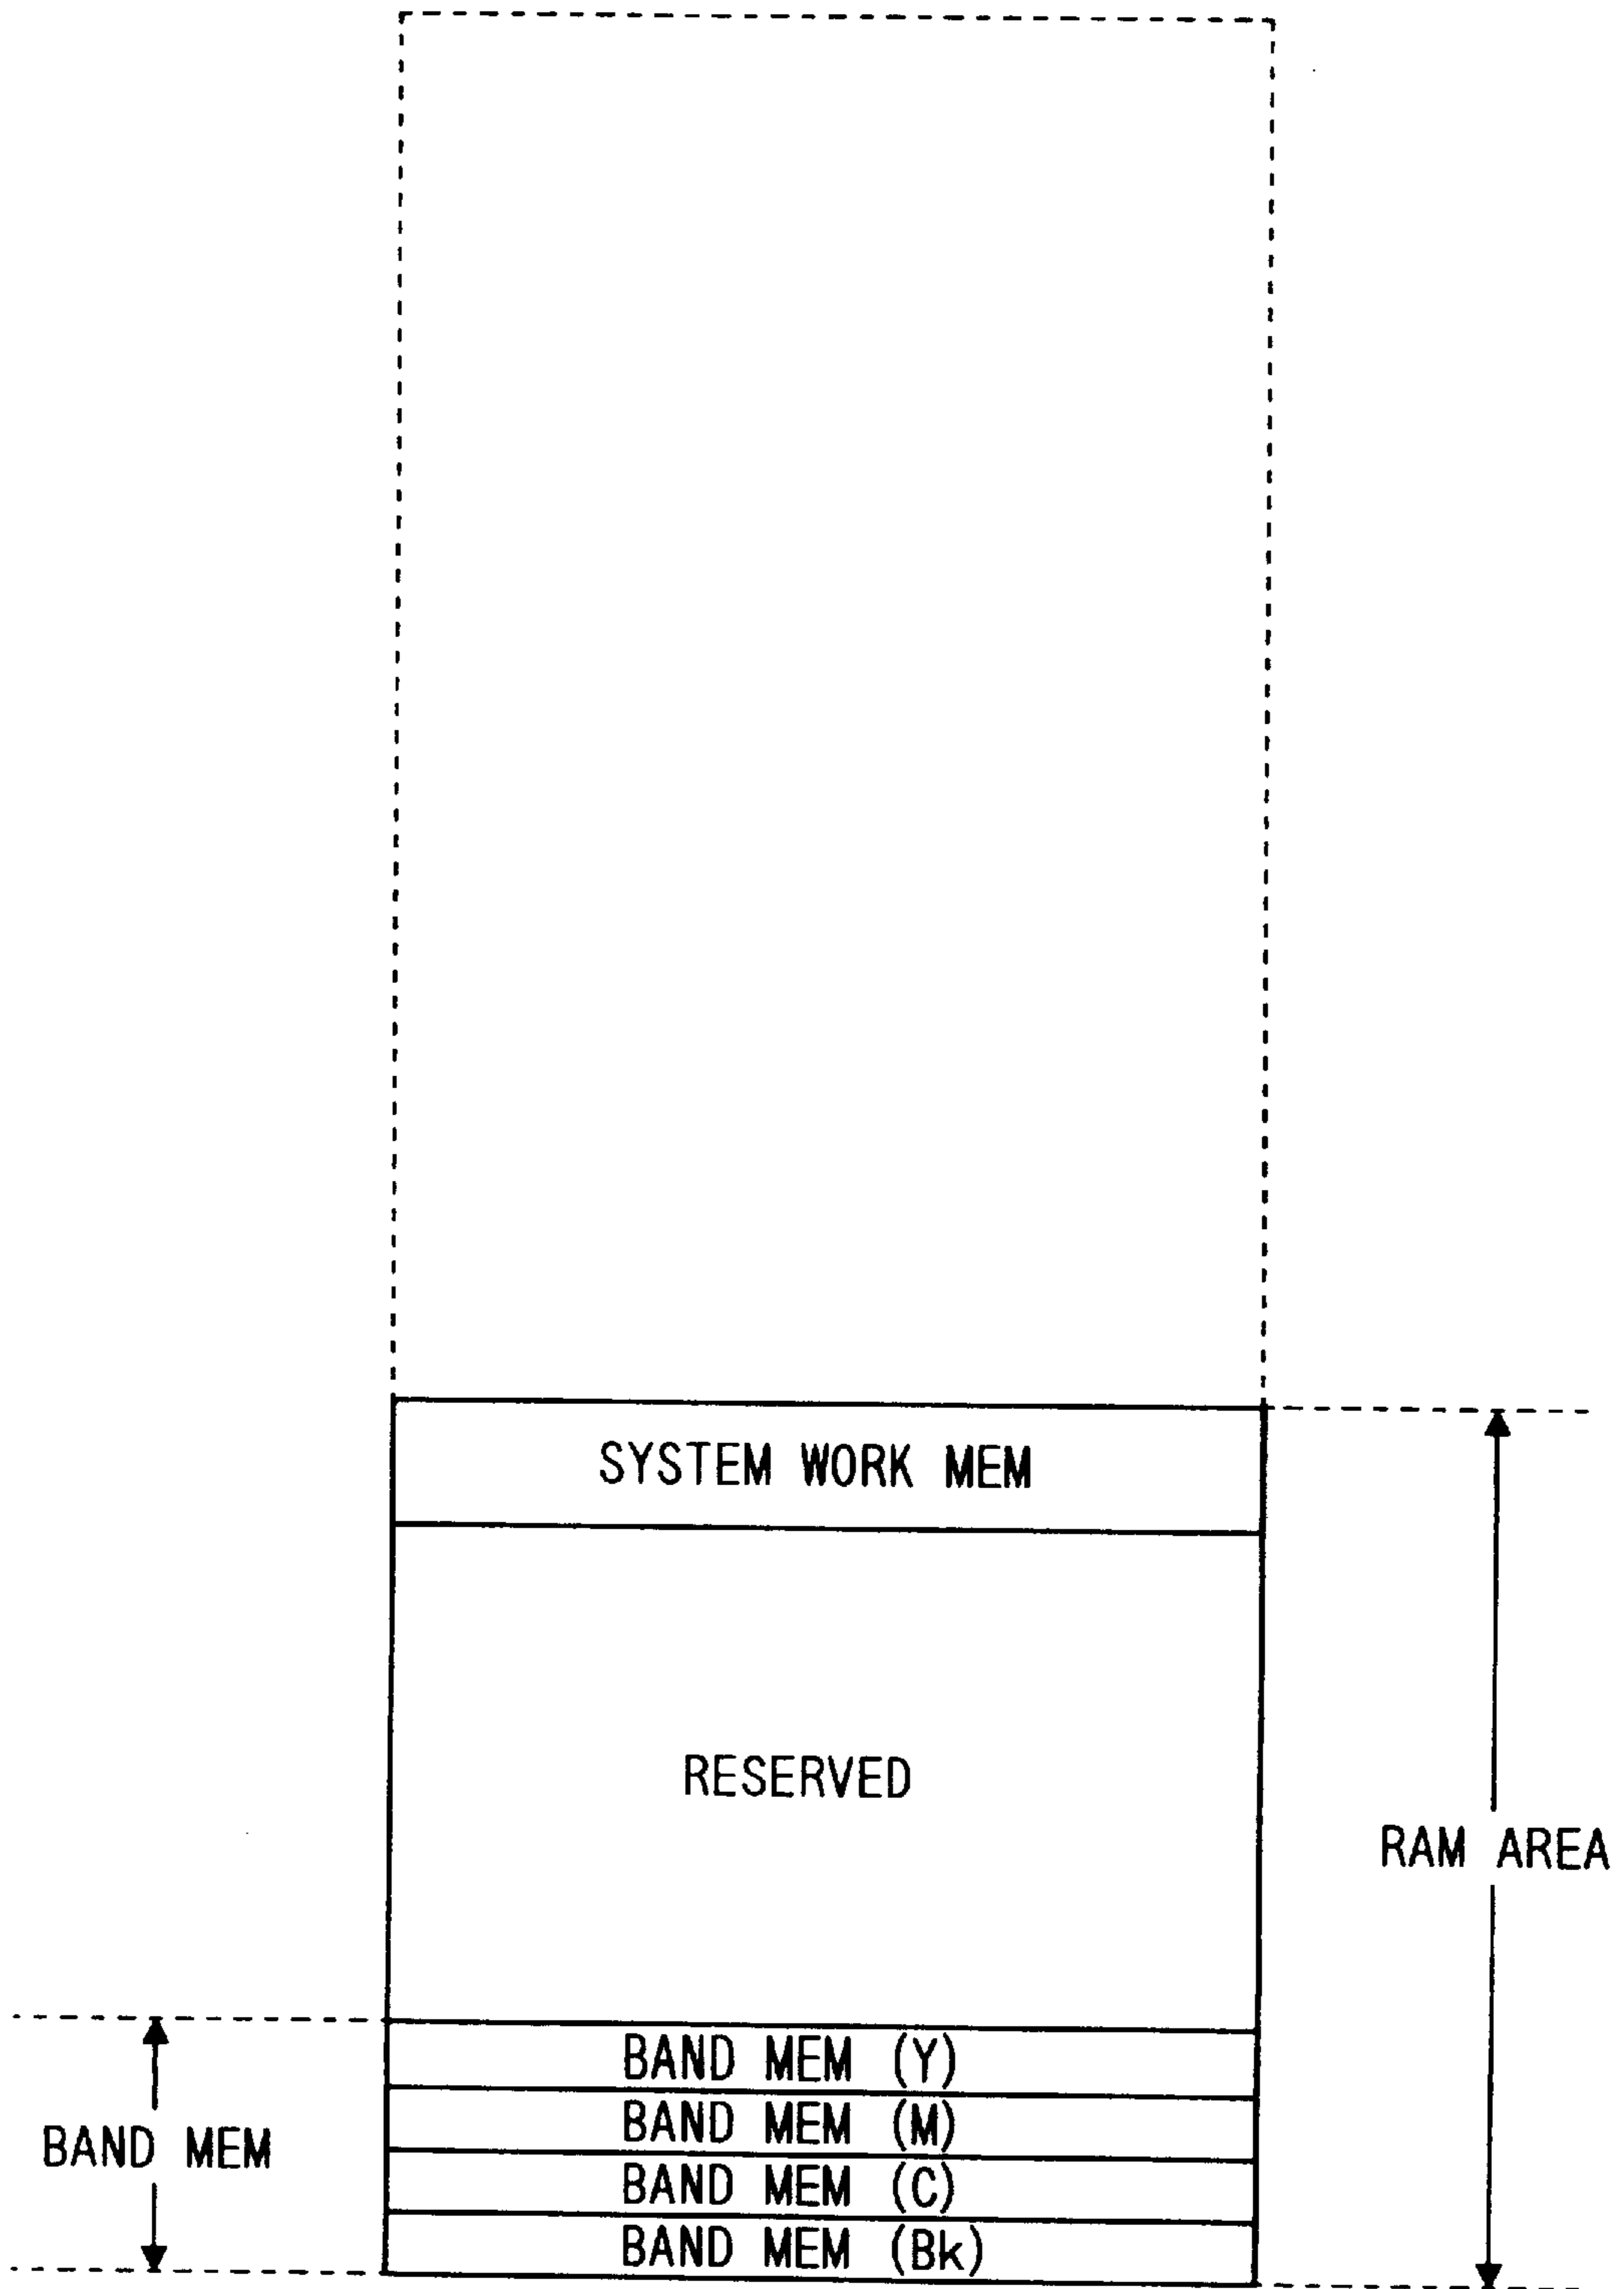 SYSTEM WORK MEM
RESERVED
RAM AREA
BAND MEM (Y)
BAND MEM (M)
BAND MEM
BAND MEM (C)
BAND MEM (Bk)